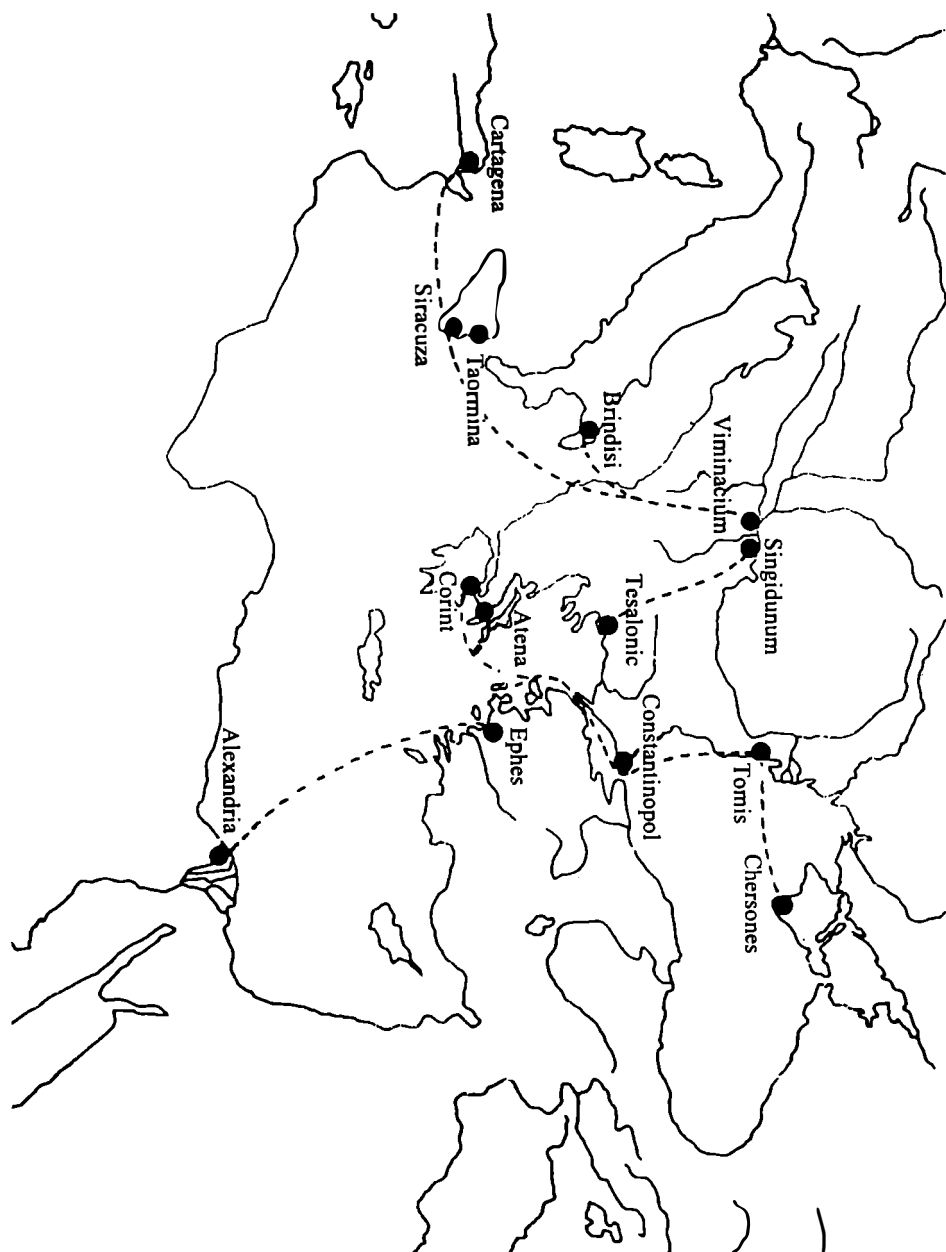 Cartagena
Siracuza
Taormina
Brindisi
Viminacium
Singidunum
Tesalonic
Corint
Atena
Ephes
Constantinopol
Tomis
Chersones
Alexandria